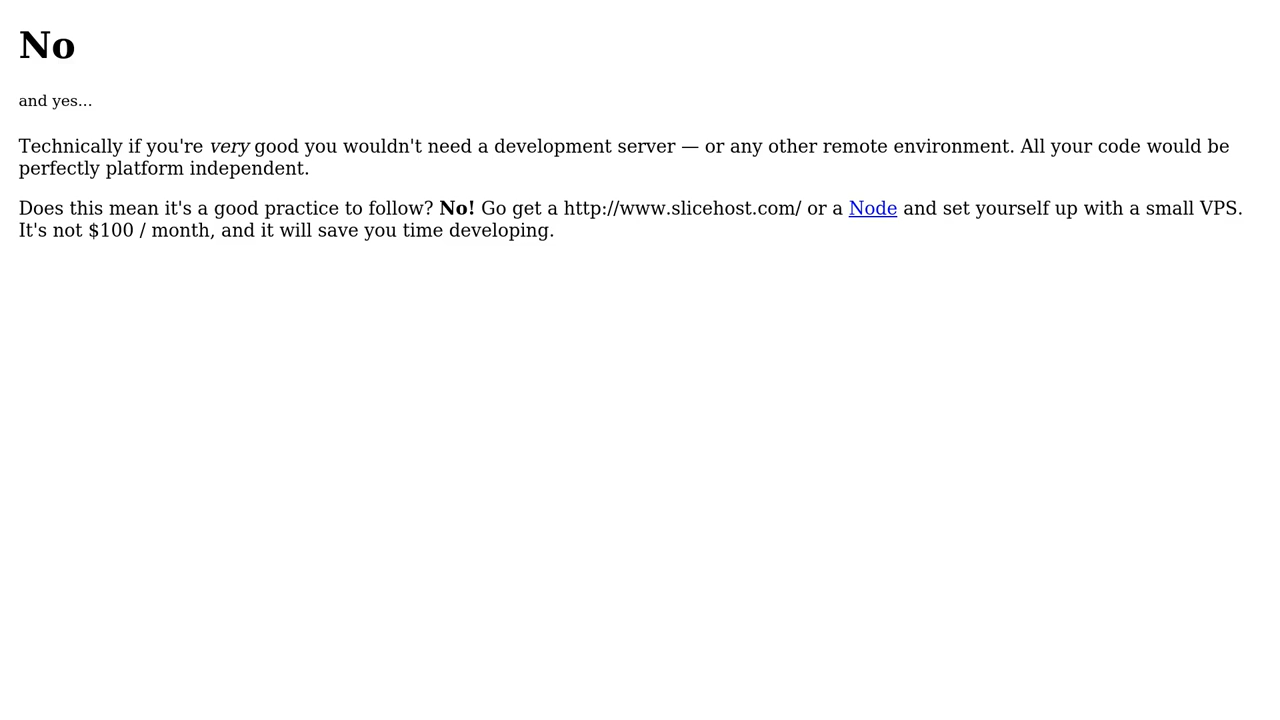 No
and yes...
Technically if you're very good you wouldn't need a development server — or any other remote environment. All your code would be
perfectly platform independent.
Does this mean it's a good practice to follow? No! Go get a http://www.slicehost.com/ or a Node and set yourself up with a small VPS.
It's not $100 / month, and it will save you time developing.